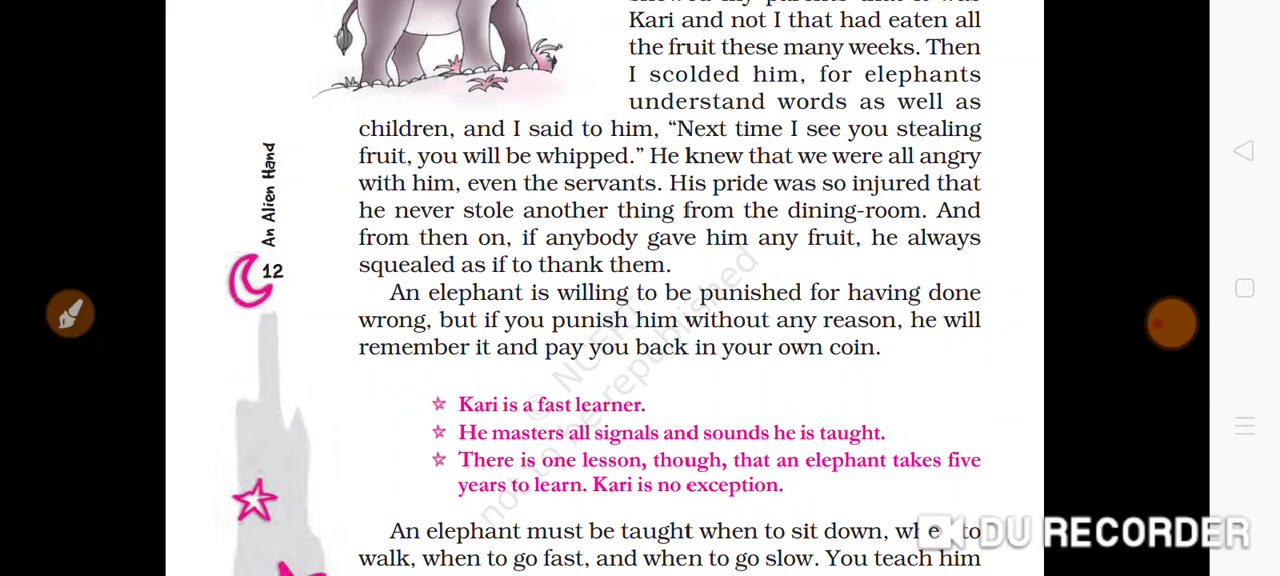 Kari and not I that had eaten all
the fruit these many weeks. Then
I scolded him, for elephants
understand words as well as
children, and I said to him, “Next time I see you stealing
fruit, you will be whipped.” He knew that we were all angry
with him, even the servants. His pride was so injured that
he never stole another thing from the dining-room. And
from then on, if anybody gave him any fruit, he always
squealed as if to thank them.
An elephant is willing to be punished for having done
wrong, but if you punish him without any reason, he will
remember it and pay you back in your own coin.
☆ Kari is a fast learner.
☆ He masters all signals and sounds he is taught.
☆ There is one lesson, though, that an elephant takes five
years to learn. Kari is no exception.
An elephant must be taught when to sit down, to
walk, when to go fast, and when to go slow. You teach him
An Alien Hand
12
© NCERT
not to be republished
DU RECORDER